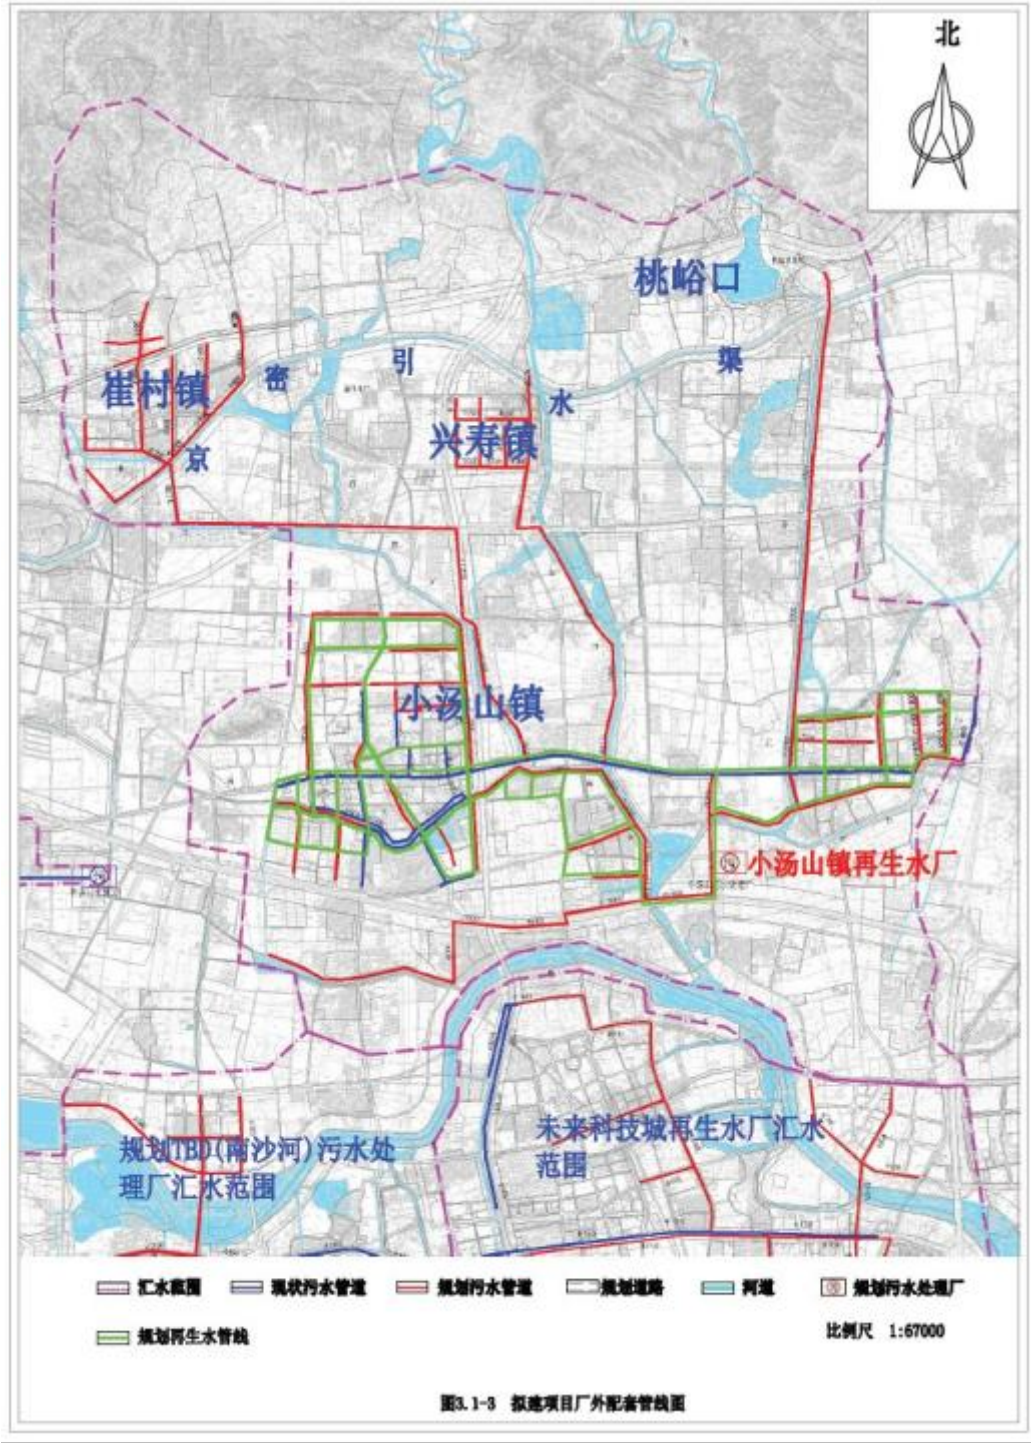 北
桃峪口
崔村镇
密
引
渠
水
兴寿镇
京
小汤山镇
小汤山镇再生水厂
未来科技城再生水厂汇水
范围
规划TBD(南沙河)污水处
理厂汇水范围
汇水范围
现状污水管道
规划污水管道
规划道路
河道
规划污水处理厂
规划再生水管线
比例尺 1:67000
图3.1-3 拟建项目厂外配套管线图